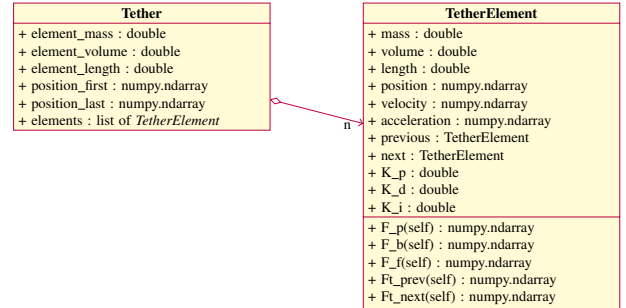 Tether
+ element_mass : double
+ element_volume : double
+ element_length : double
+ position_first : numpy.ndarray
+ position_last : numpy.ndarray
+ elements : list of TetherElement
n
TetherElement
+ mass : double
+ volume : double
+ length : double
+ position : numpy.ndarray
+ velocity : numpy.ndarray
+ acceleration : numpy.ndarray
+ previous : TetherElement
+ next : TetherElement
+ K_p : double
+ K_d : double
+ K_i : double
+ F_p(self) : numpy.ndarray
+ F_b(self) : numpy.ndarray
+ F_f(self) : numpy.ndarray
+ Ft_prev(self) : numpy.ndarray
+ Ft_next(self) : numpy.ndarray